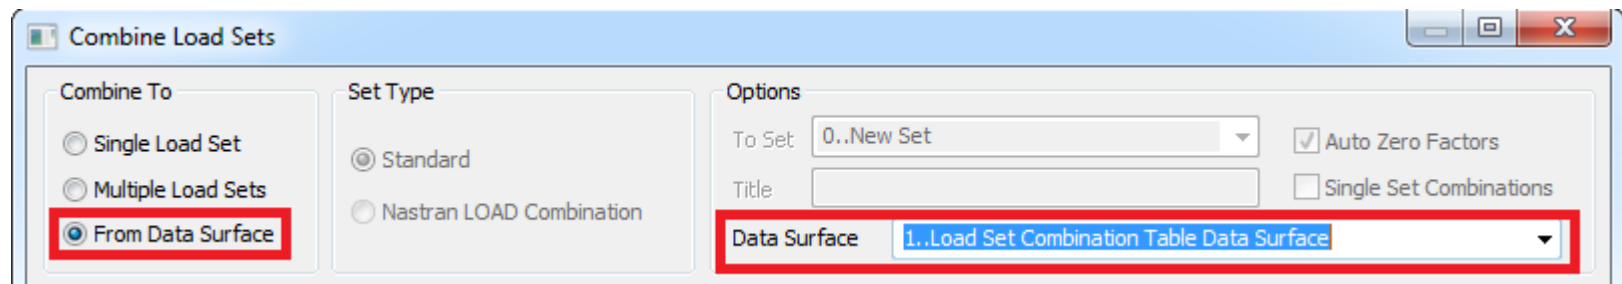 Combine Load Sets
Combine To
Single Load Set
Multiple Load Sets
From Data Surface
Set Type
Standard
Nastran LOAD Combination
Options
To Set 0..New Set
Auto Zero Factors
Title
Single Set Combinations
Data Surface 1..Load Set Combination Table Data Surface